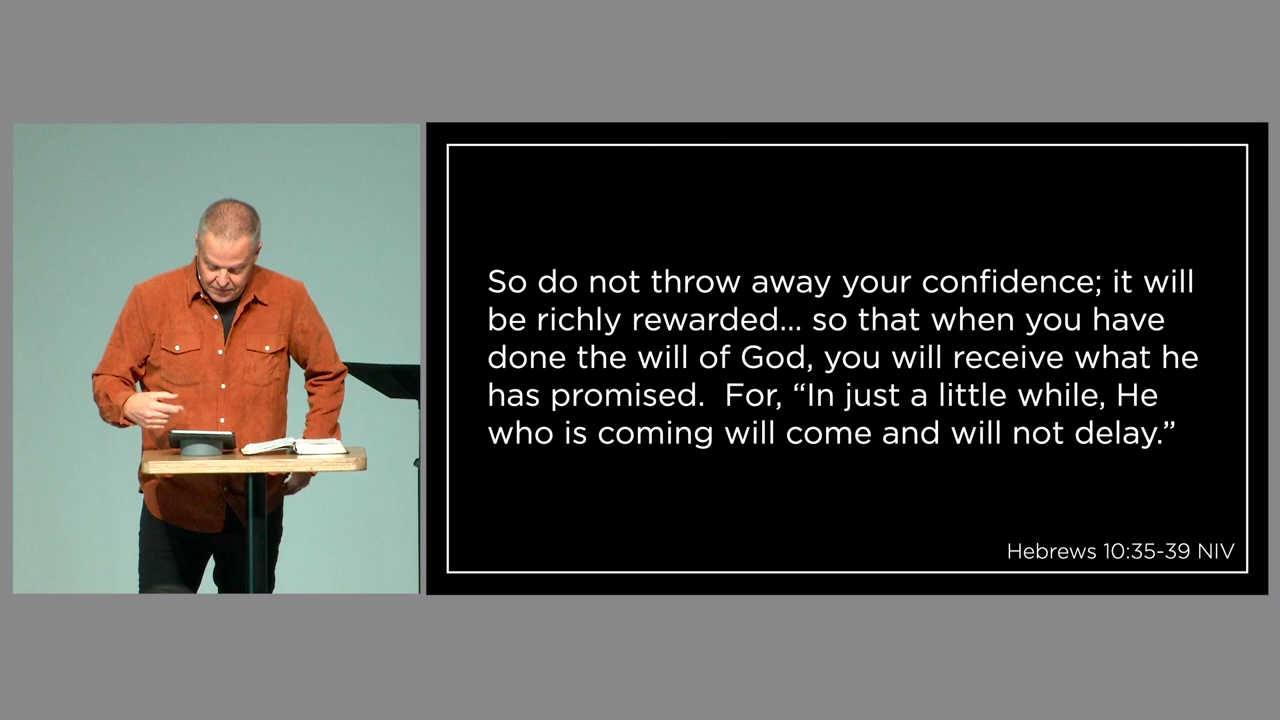 So do not throw away your confidence; it will
be richly rewarded... so that when you have
done the will of God, you will receive what he
has promised.  For, “In just a little while, He
who is coming will come and will not delay.”
Hebrews 10:35-39 NIV